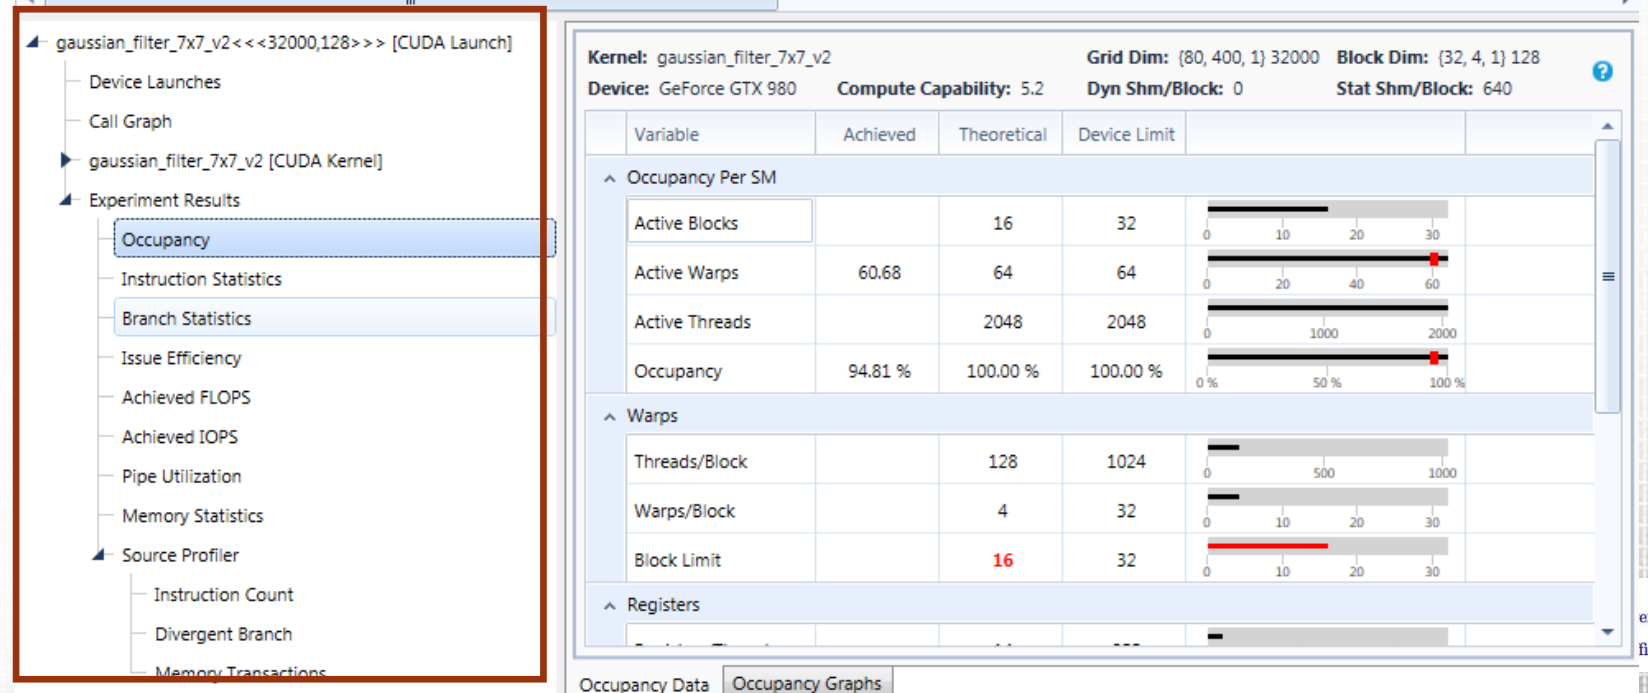 gaussian_filter_7x7_v2<<<32000,128>>> [CUDA Launch]
Device Launches
Call Graph
gaussian_filter_7x7_v2 [CUDA Kernel]
Experiment Results
Occupancy
Instruction Statistics
Branch Statistics
Issue Efficiency
Achieved FLOPS
Achieved IOPS
Pipe Utilization
Memory Statistics
Source Profiler
Instruction Count
Divergent Branch
Memory Transactions
Kernel: gaussian_filter_7x7_v2 Grid Dim: {80, 400, 1} 32000 Block Dim: {32, 4, 1} 128
Device: GeForce GTX 980 Compute Capability: 5.2 Dyn Shm/Block: 0 Stat Shm/Block: 640
Variable Achieved Theoretical Device Limit
Occupancy Per SM
Active Blocks 16 32
0 10 20 30
Active Warps 60.68 64 64
0 20 40 60
Active Threads 2048 2048
0 1000 2000
Occupancy 94.81 % 100.00 % 100.00 %
0 % 50 % 100 %
Warps
Threads/Block 128 1024
0 500 1000
Warps/Block 4 32
0 10 20 30
Block Limit 16 32
0 10 20 30
Registers
Occupancy Data Occupancy Graphs